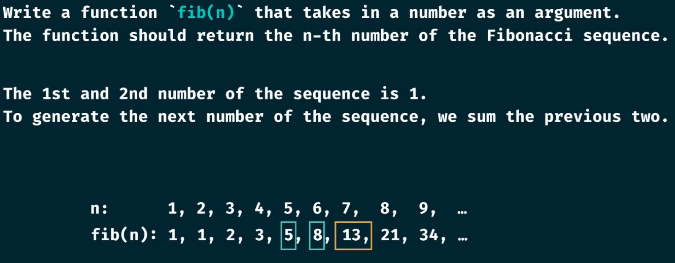 Write a function `fib(n)` that takes in a number as an argument.
The function should return the n-th number of the Fibonacci sequence.
The 1st and 2nd number of the sequence is 1.
To generate the next number of the sequence, we sum the previous two.
n: 1, 2, 3, 4, 5, 6, 7, 8, 9, …
fib(n): 1, 1, 2, 3, 5, 8, 13, 21, 34, …